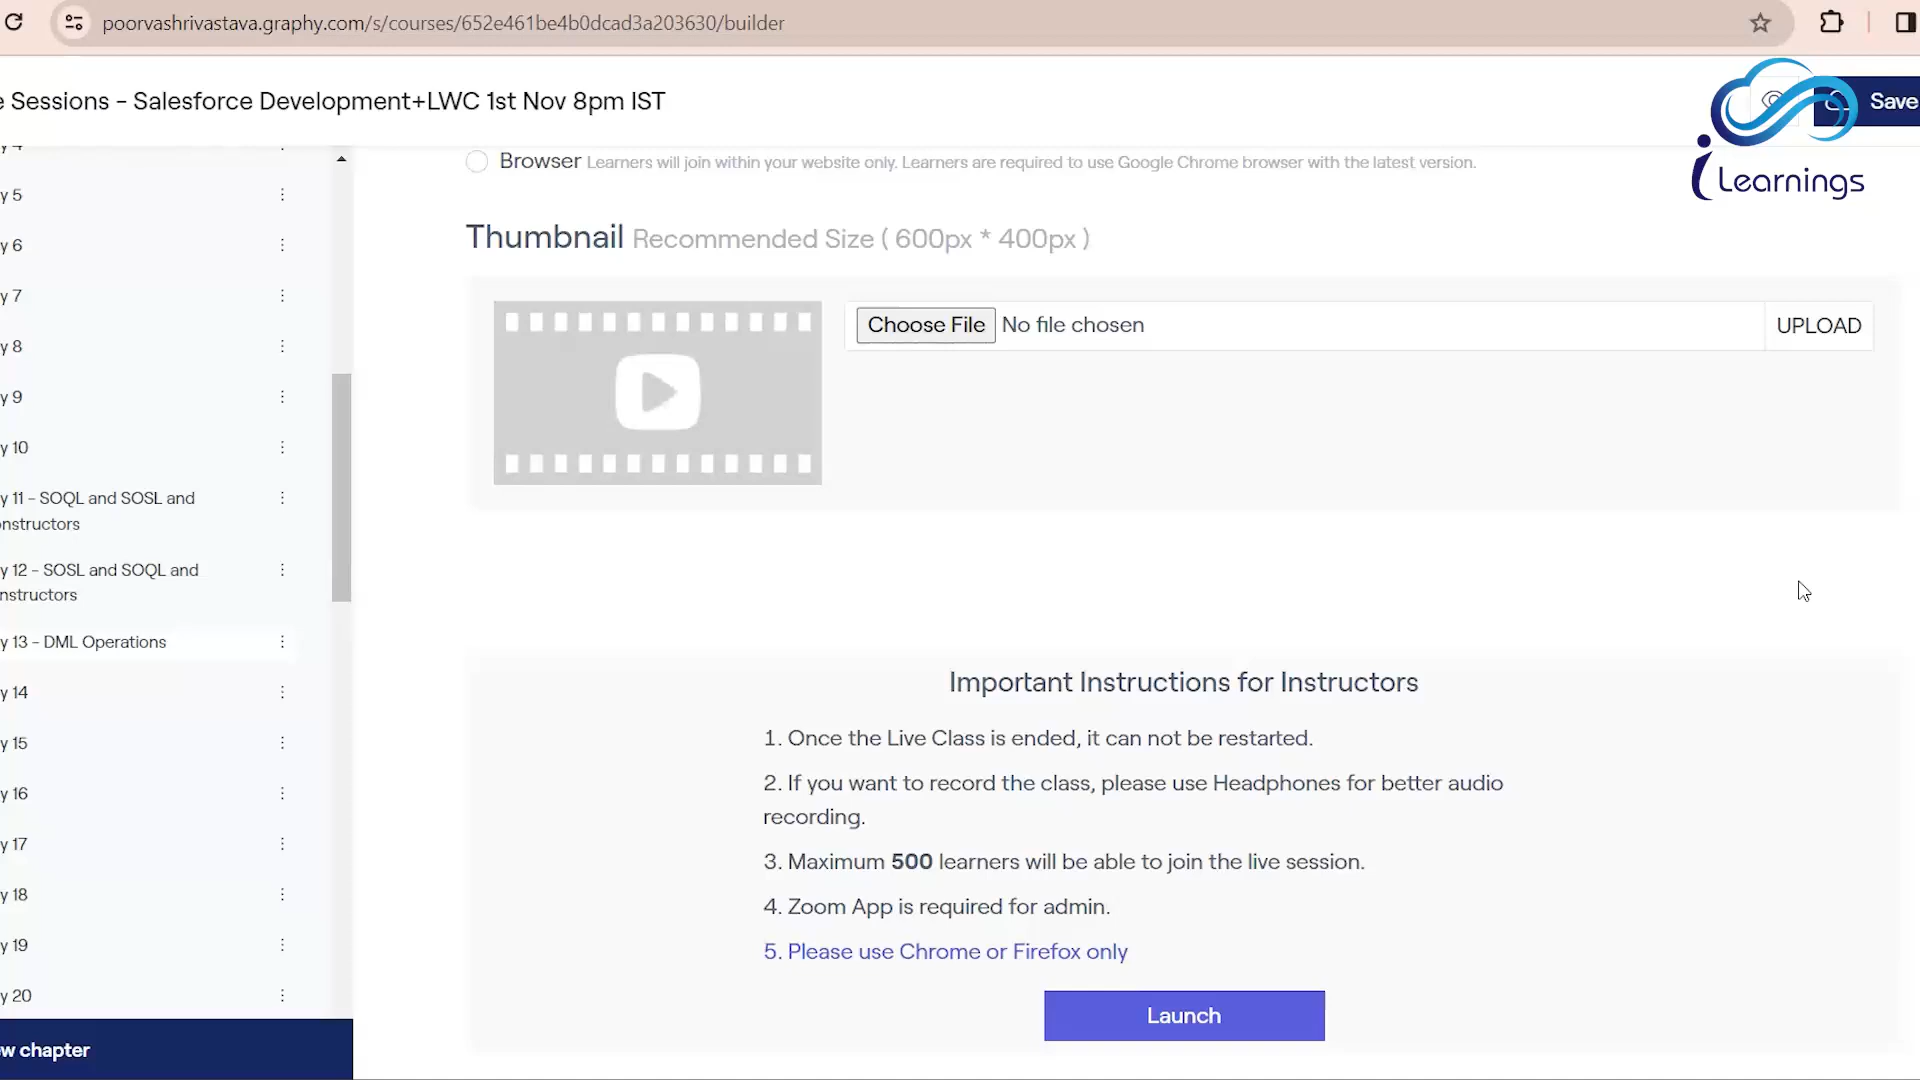 poorvashrivastava.graphy.com/s/courses/652e461be4b0dcad3a203630/builder
e Sessions - Salesforce Development+LWC 1st Nov 8pm IST
Save
i Learnings
y 4
y 5
y 6
y 7
y 8
y 9
y 10
y 11 - SOQL and SOSL and
onstructors
y 12 - SOSL and SOQL and
nstructors
y 13 - DML Operations
y 14
y 15
y 16
y 17
y 18
y 19
y 20
w chapter
Browser Learners will join within your website only. Learners are required to use Google Chrome browser with the latest version.
Thumbnail Recommended Size ( 600px * 400px )
Choose File No file chosen UPLOAD
Important Instructions for Instructors
1. Once the Live Class is ended, it can not be restarted.
2. If you want to record the class, please use Headphones for better audio
recording.
3. Maximum 500 learners will be able to join the live session.
4. Zoom App is required for admin.
5. Please use Chrome or Firefox only
Launch